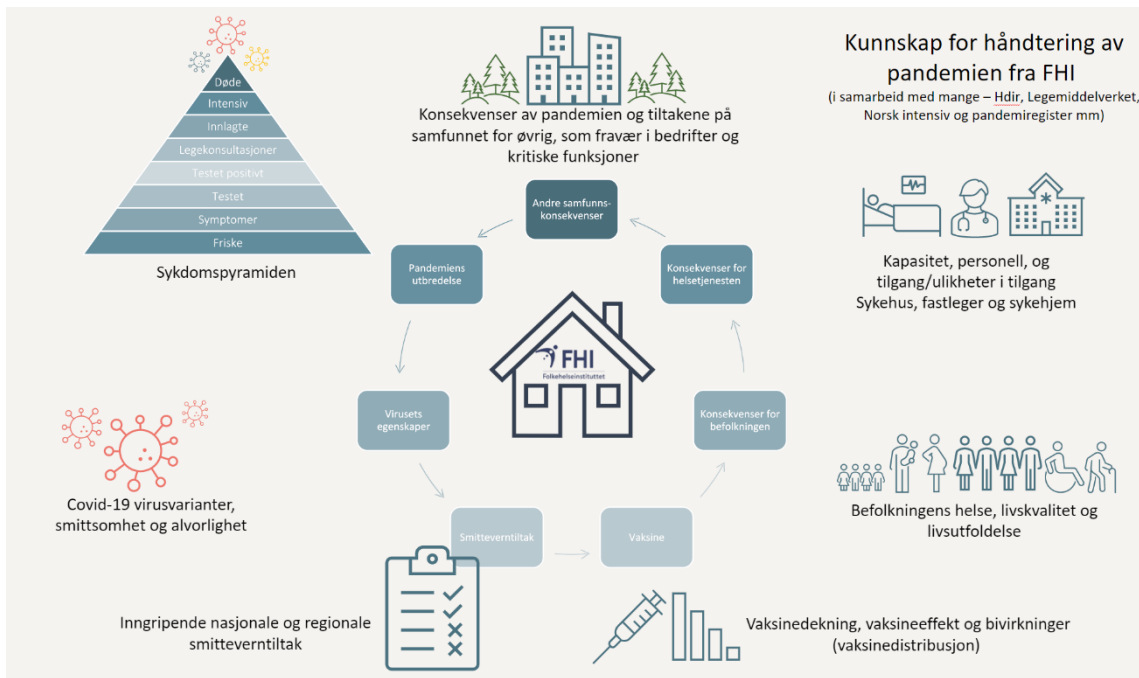 Kunnskap for håndtering av
pandemien fra FHI
(i samarbeid med mange – Hdir, Legemiddelverket,
Norsk intensiv og pandemiregister mm)
Døde
Intensiv
Innlagte
Legekonsultasjoner
Testet positivt
Testet
Symptomer
Friske
Sykdomspyramiden
Konsekvenser av pandemien og tiltakene på
samfunnet for øvrig, som fravær i bedrifter og
kritiske funksjoner
Andre samfunns-
konsekvenser
Pandemiens
utbredelse
Konsekvenser for
helsetjenesten
Kapasitet, personell, og
tilgang/ulikheter i tilgang
Sykehus, fastleger og sykehjem
FHI
Folkehelseinstituttet
Virusets
egenskaper
Konsekvenser for
befolkningen
Covid-19 virusvarianter,
smittsomhet og alvorlighet
Befolkningens helse, livskvalitet og
livsutfoldelse
Smitteverntiltak
Vaksine
Inngripende nasjonale og regionale
smitteverntiltak
Vaksinedekning, vaksineeffekt og bivirkninger
(vaksinedistribusjon)